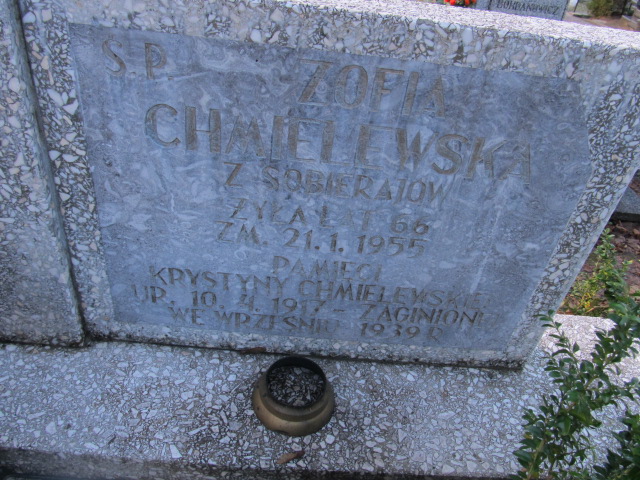 Ś.P.
ZOFIA
CHMIELEWSKA
Z SOBIERAJÓW
ŻYŁA LAT 66
ZM. 21.1.1955
PAMIĘCI
KRYSTYNY CHMIELEWSKIEJ
UR. 10.4.1917 - ZAGINIONEJ
WE WRZEŚNIU 1939 R.